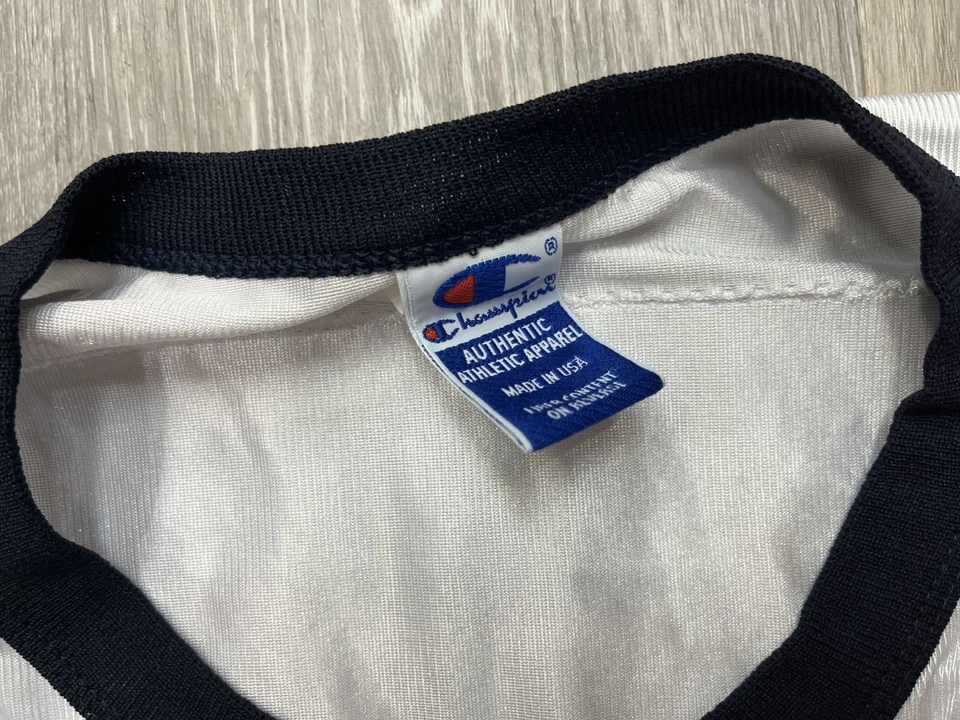 ®
Champion®
AUTHENTIC
ATHLETIC APPAREL
MADE IN USA
FIBER CONTENT
ON REVERSE